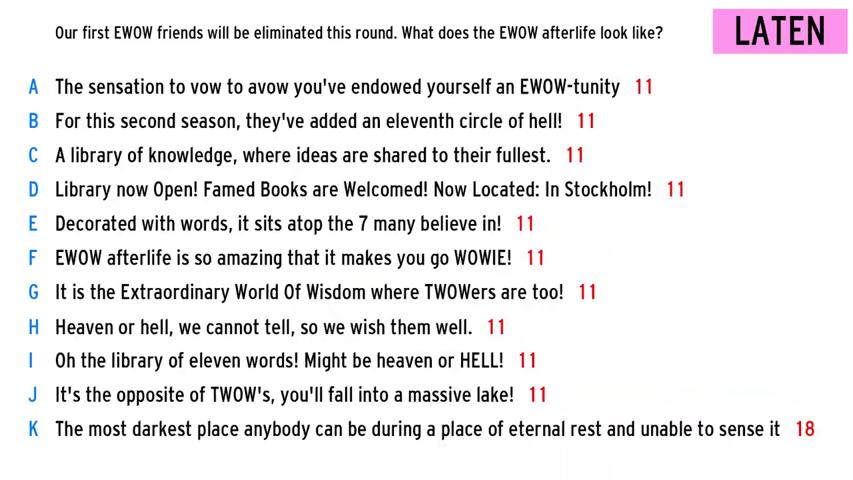 Our first EWOW friends will be eliminated this round. What does the EWOW afterlife look like?
LATEN
A The sensation to vow to avow you've endowed yourself an EWOW-tunity 11
B For this second season, they've added an eleventh circle of hell! 11
C A library of knowledge, where ideas are shared to their fullest. 11
D Library now Open! Famed Books are Welcomed! Now Located: In Stockholm! 11
E Decorated with words, it sits atop the 7 many believe in! 11
F EWOW afterlife is so amazing that it makes you go WOWIE! 11
G It is the Extraordinary World Of Wisdom where TWOWers are too! 11
H Heaven or hell, we cannot tell, so we wish them well. 11
I Oh the library of eleven words! Might be heaven or HELL! 11
J It's the opposite of TWOW's, you'll fall into a massive lake! 11
K The most darkest place anybody can be during a place of eternal rest and unable to sense it 18